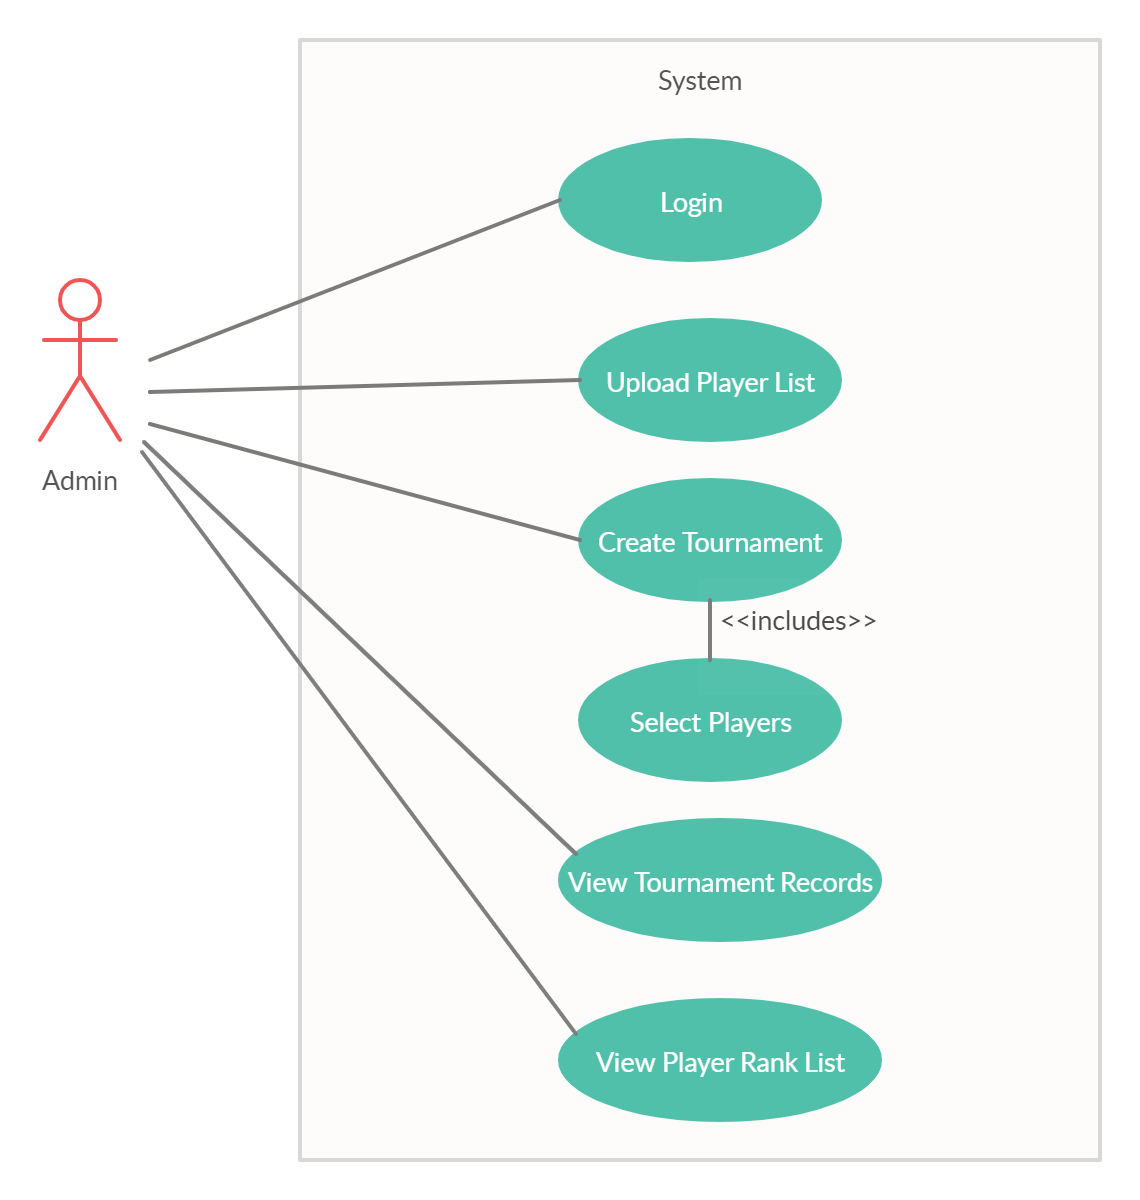 System
Login
Upload Player List
Admin
Create Tournament
<<includes>>
Select Players
View Tournament Records
View Player Rank List